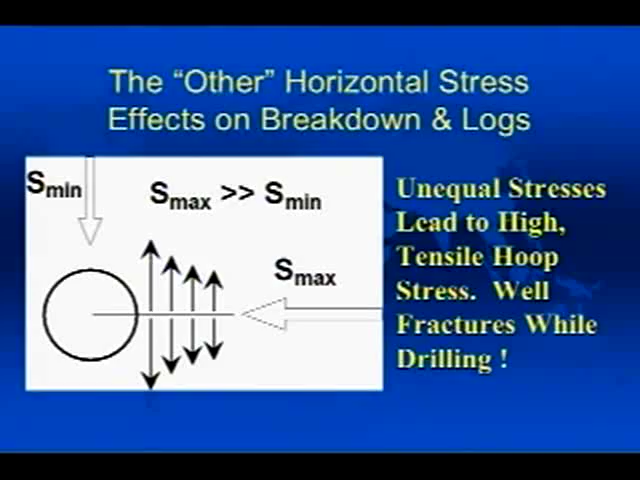 The “Other” Horizontal Stress
Effects on Breakdown & Logs
Smin
Smax >> Smin
Smax
Unequal Stresses
Lead to High,
Tensile Hoop
Stress. Well
Fractures While
Drilling !